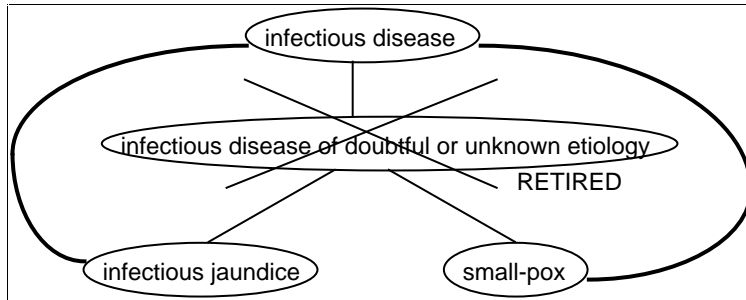 infectious disease
infectious disease of doubtful or unknown etiology
RETIRED
infectious jaundice
small-pox